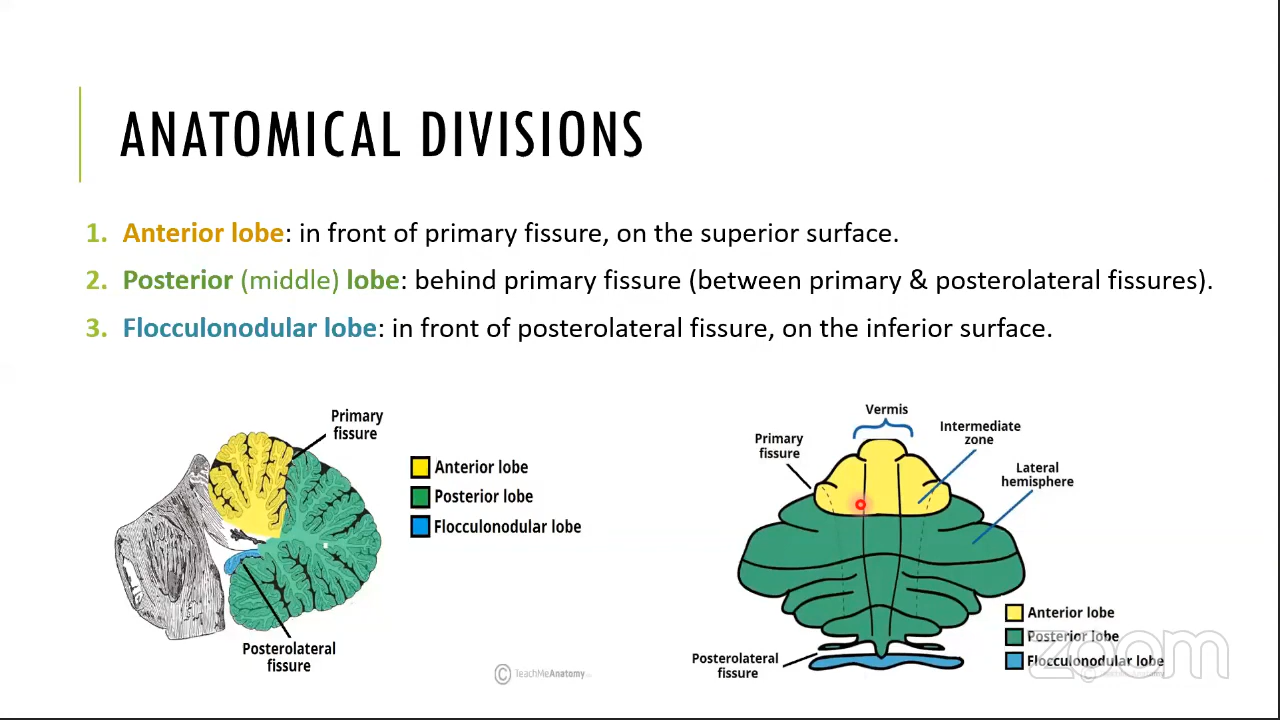 ANATOMICAL DIVISIONS
1. Anterior lobe: in front of primary fissure, on the superior surface.
2. Posterior (middle) lobe: behind primary fissure (between primary & posterolateral fissures).
3. Flocculonodular lobe: in front of posterolateral fissure, on the inferior surface.
Primary
fissure
Anterior lobe
Posterior lobe
Flocculonodular lobe
Posterolateral
fissure
© TeachMeAnatomy
Vermis
Intermediate
zone
Primary
fissure
Lateral
hemisphere
Anterior lobe
Posterior lobe
Flocculonodular lobe
Posterolateral
fissure
zoom